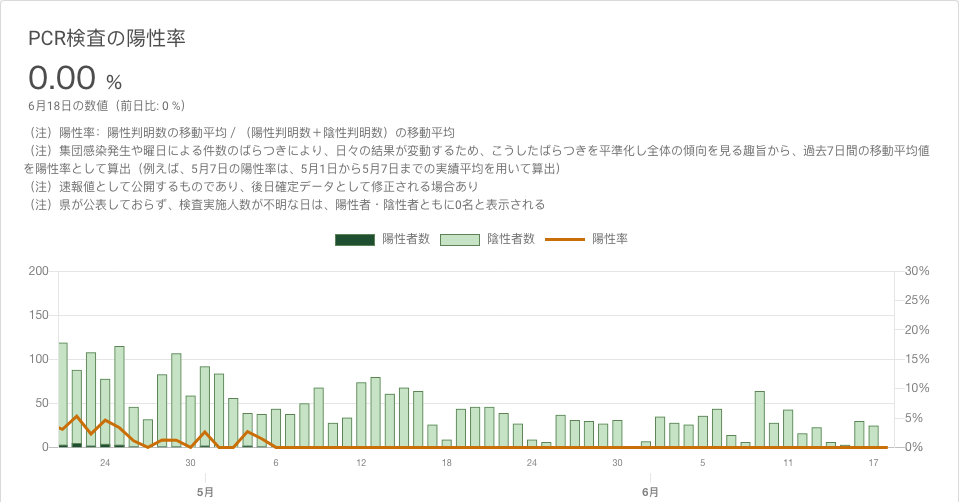 PCR検査の陽性率
0.00 %
6月18日の数値（前日比: 0 %）
（注）陽性率：陽性判明数の移動平均 / （陽性判明数＋陰性判明数）の移動平均
（注）集団感染発生や曜日による件数のばらつきにより、日々の結果が変動するため、こうしたばらつきを平準化し全体の傾向を見る趣旨から、過去7日間の移動平均値
を陽性率として算出（例えば、5月7日の陽性率は、5月1日から5月7日までの実績平均を用いて算出）
（注）速報値として公開するものであり、後日確定データとして修正される場合あり
（注）県が公表しておらず、検査実施人数が不明な日は、陽性者・陰性者ともに0名と表示される
陽性者数 陰性者数 陽性率
200 30%
25%
150
20%
100 15%
10%
50
5%
0 0%
24 30 6 12 18 24 30 5 11 17
5月 6月